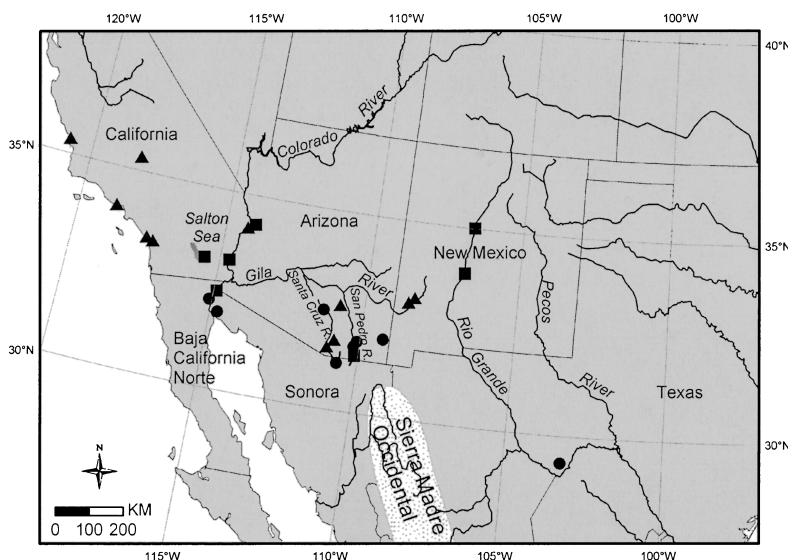 120°W 115°W 110°W 105°W 100°W
40°N
River
California
Colorado
35°N
Salton
Sea
Arizona
35°N
New Mexico
Gila
River
Santa Cruz R.
San Pedro R.
Pecos
Rio
Baja
California
Norte
30°N
Grande
River
Sonora
Texas
Sierra Madre
Occidental
30°N
N
KM
0 100 200
115°W 110°W 105°W 100°W